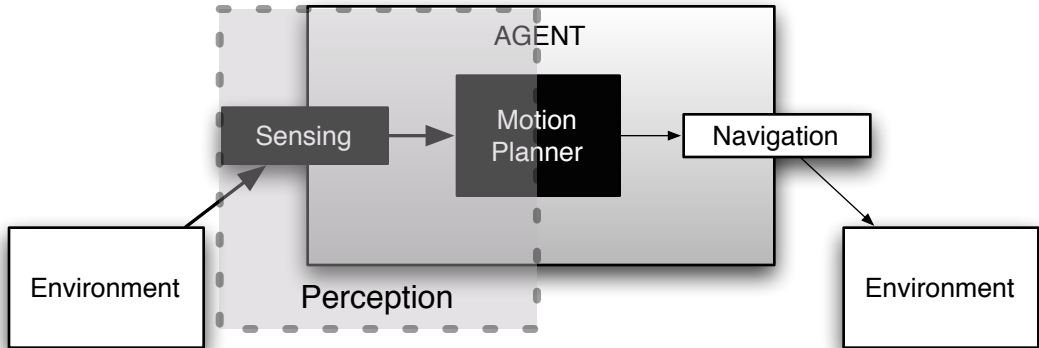 AGENT
Sensing
Motion
Planner
Navigation
Environment
Perception
Environment